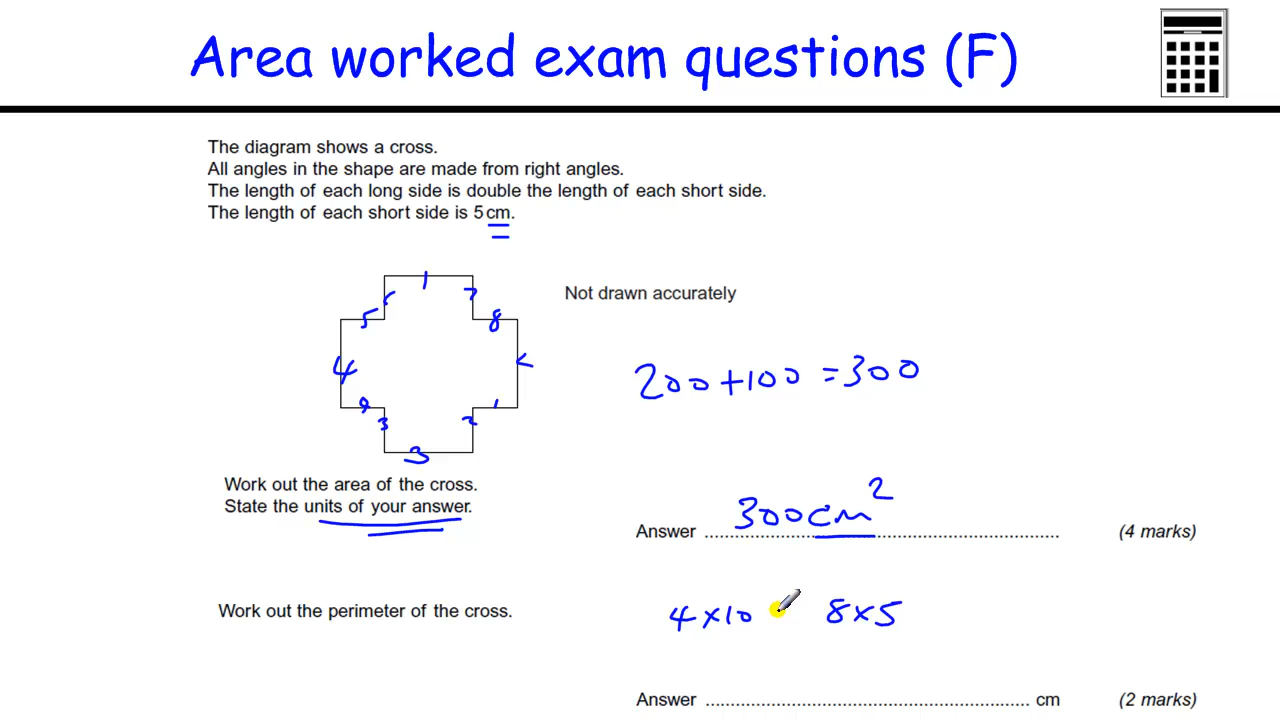 Area worked exam questions (F)
The diagram shows a cross.
All angles in the shape are made from right angles.
The length of each long side is double the length of each short side.
The length of each short side is 5 cm.
1
7
5
8
4
3
2
1
3
Not drawn accurately
200 + 100 = 300
Work out the area of the cross.
State the units of your answer.
300cm²
Answer ............................................................ (4 marks)
Work out the perimeter of the cross.
4 x 10 8 x 5
Answer ............................................................ cm (2 marks)